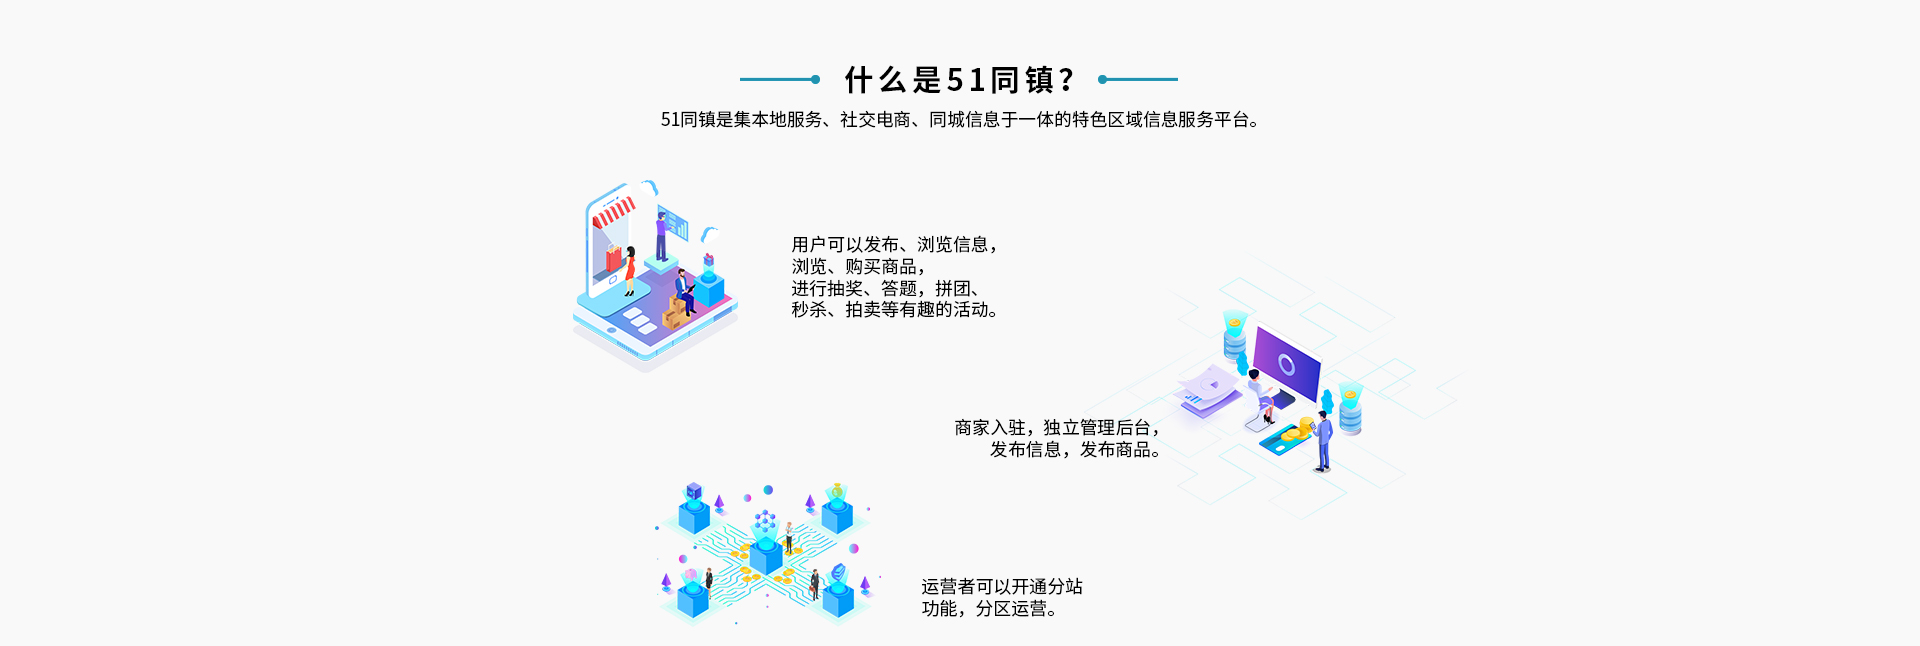 什么是51同镇？
51同镇是集本地服务、社交电商、同城信息于一体的特色区域信息服务平台。
用户可以发布、浏览信息，
浏览、购买商品，
进行抽奖、答题，拼团、
秒杀、拍卖等有趣的活动。
商家入驻，独立管理后台，
发布信息，发布商品。
运营者可以开通分站
功能，分区运营。